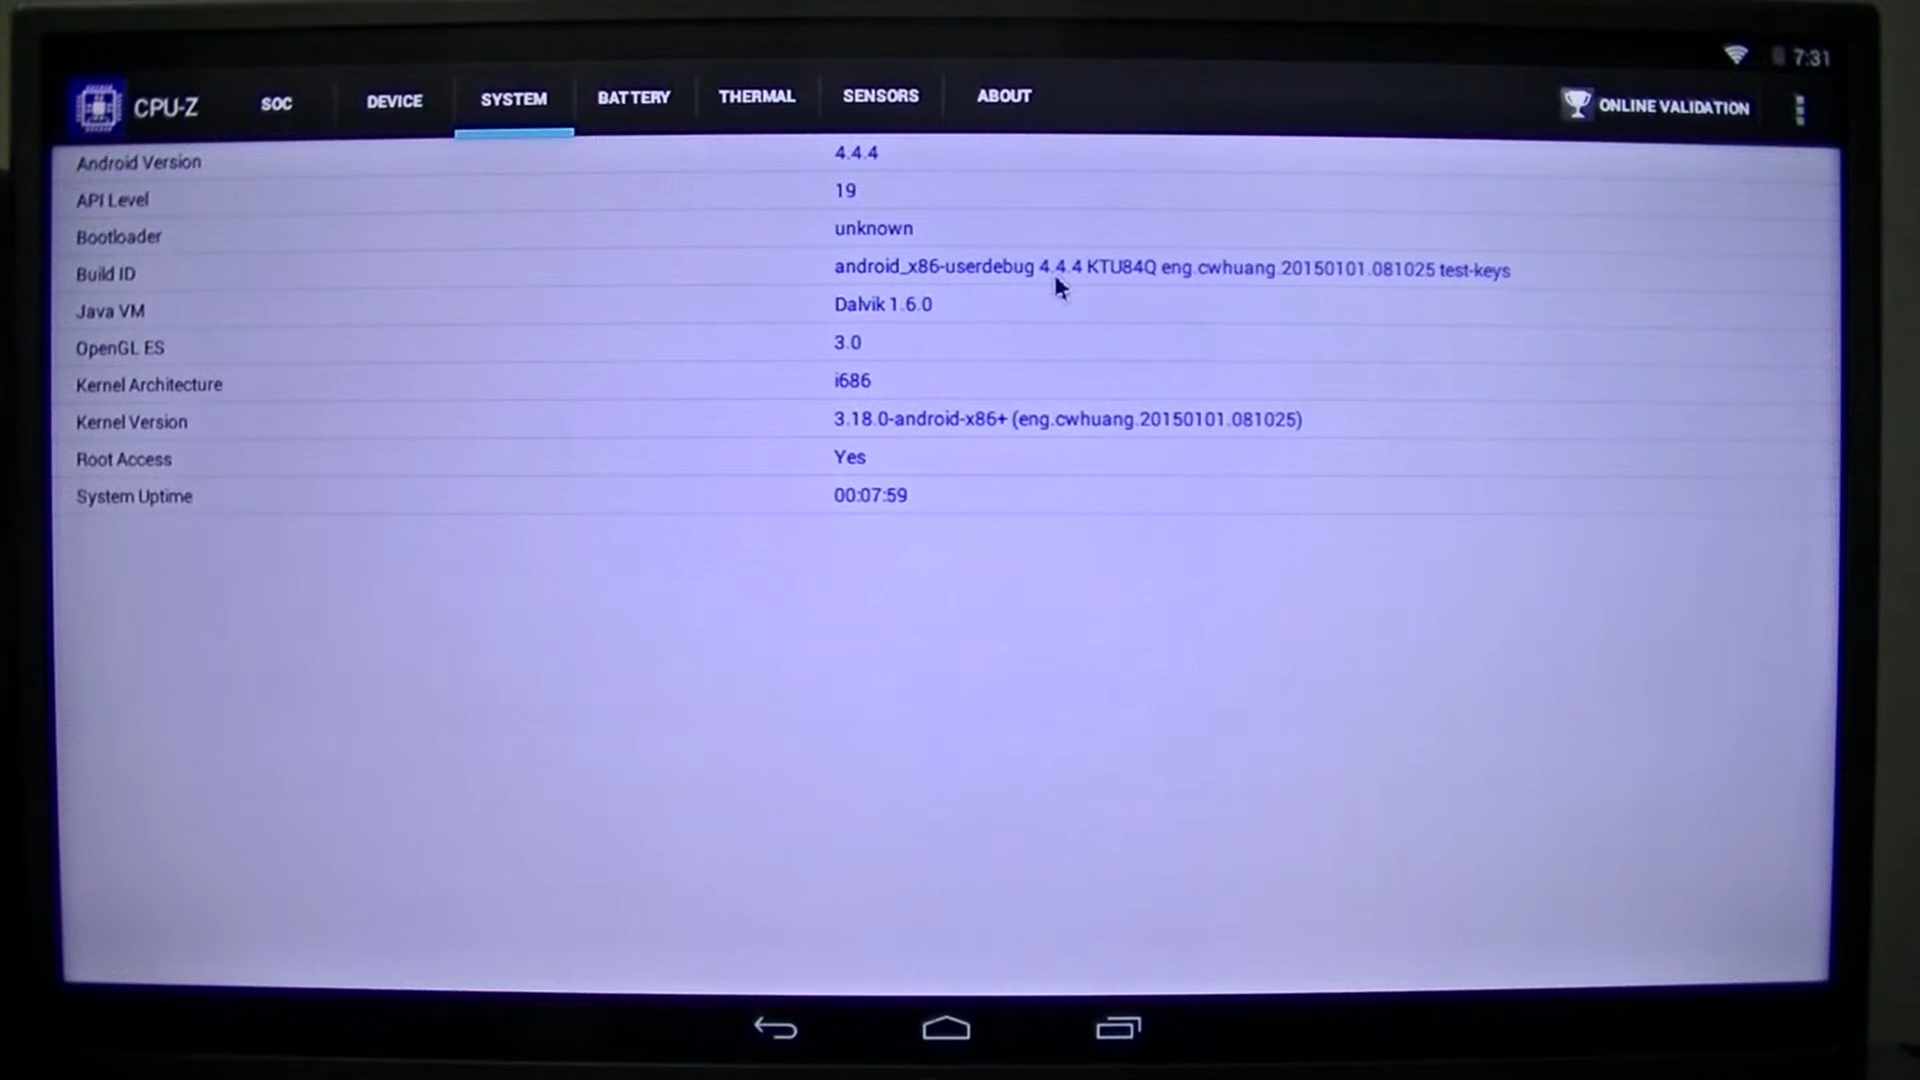 7:31
CPU-Z SOC DEVICE SYSTEM BATTERY THERMAL SENSORS ABOUT ONLINE VALIDATION
Android Version 4.4.4
API Level 19
Bootloader unknown
Build ID android_x86-userdebug 4.4.4 KTU84Q eng.cwhuang.20150101.081025 test-keys
Java VM Dalvik 1.6.0
OpenGL ES 3.0
Kernel Architecture i686
Kernel Version 3.18.0-android-x86+ (eng.cwhuang.20150101.081025)
Root Access Yes
System Uptime 00:07:59